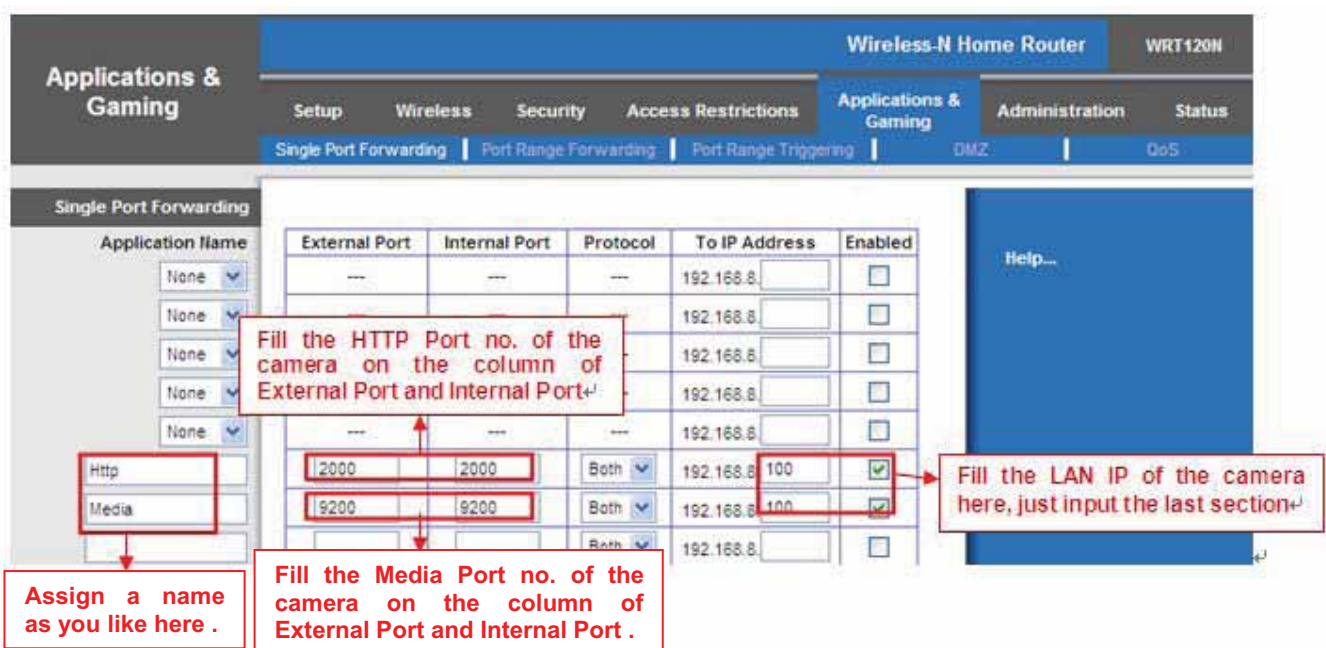 Wireless-N Home Router WRT120N
Applications &
Gaming
Setup Wireless Security Access Restrictions Applications & Gaming Administration Status
Single Port Forwarding Port Range Forwarding Port Range Triggering DMZ QoS
Single Port Forwarding
Application Name External Port Internal Port Protocol To IP Address Enabled
Help...
None --- --- --- 192.168.8.
None --- --- --- 192.168.8.
None 192.168.8.
None 192.168.8.
None --- --- --- 192.168.8.
Fill the HTTP Port no. of the
camera on the column of
External Port and Internal Port↵
Http 2000 2000 Both 192.168.8. 100
Media 9200 9200 Both 192.168.8. 100
Both 192.168.8.
Fill the LAN IP of the camera
here, just input the last section↵
↵
Assign a name
as you like here .
Fill the Media Port no. of the
camera on the column of
External Port and Internal Port .